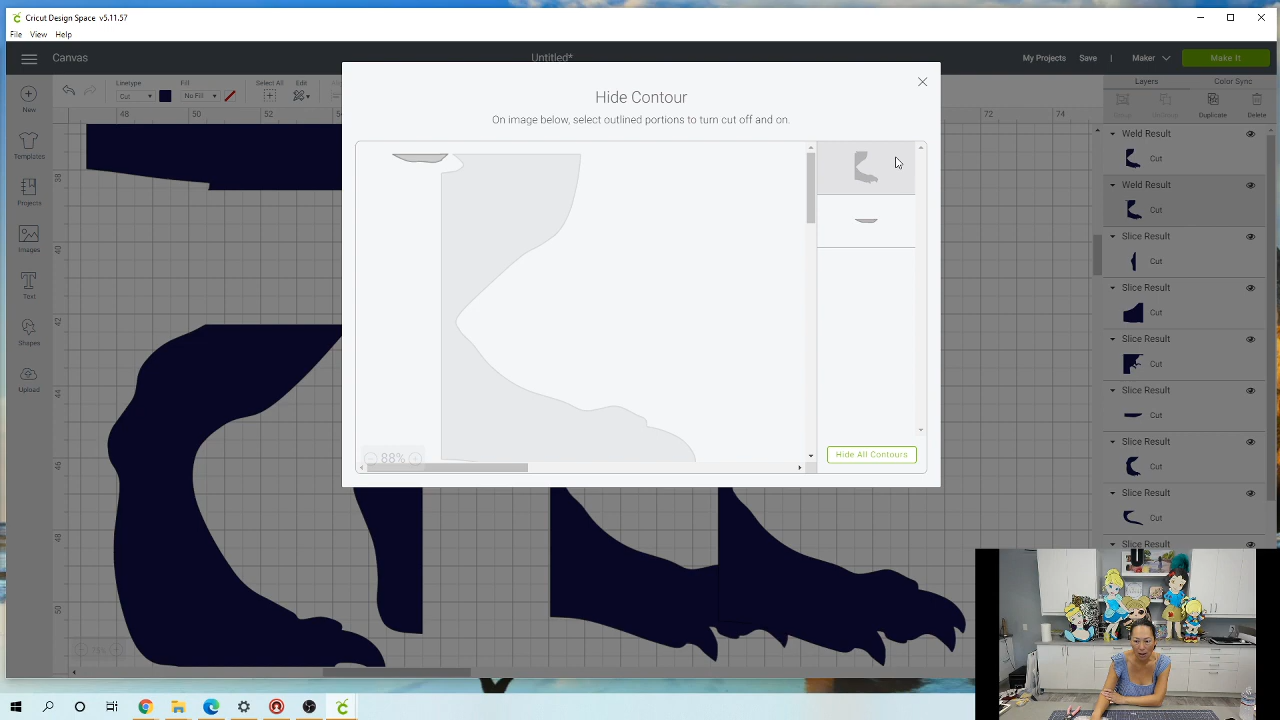 Cricut Design Space v5.11.57
File View Help
Canvas
Untitled*
My Projects Save | Maker Make It
Linetype
Cut
Fill
No Fill
Select All
Edit
Layers Color Sync
Duplicate Delete
New
Templates
Projects
Images
Text
Shapes
Upload
48 50 52 72 74
38
40
42
44
46
48
50
Hide Contour
On image below, select outlined portions to turn cut off and on.
88%
Hide All Contours
Weld Result
Cut
Weld Result
Cut
Slice Result
Cut
Slice Result
Cut
Slice Result
Cut
Slice Result
Cut
Slice Result
Cut
Slice Result
Cut
Slice Result